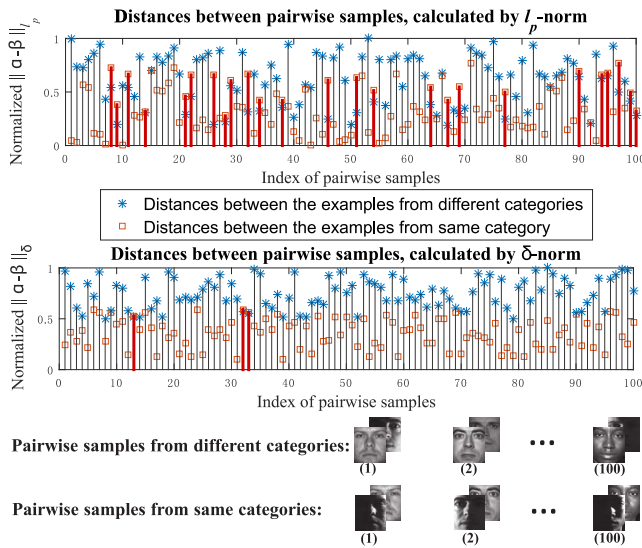 Distances between pairwise samples, calculated by l_p-norm
Normalized || α-β ||_{l_p}
1
0.5
0
0 10 20 30 40 50 60 70 80 90 100
Index of pairwise samples
Distances between the examples from different categories
Distances between the examples from same category
Distances between pairwise samples, calculated by δ-norm
Normalized || α-β ||_δ
1
0.5
0
0 10 20 30 40 50 60 70 80 90 100
Index of pairwise samples
Pairwise samples from different categories:
(1) (2) ••• (100)
Pairwise samples from same categories:
(1) (2) ••• (100)